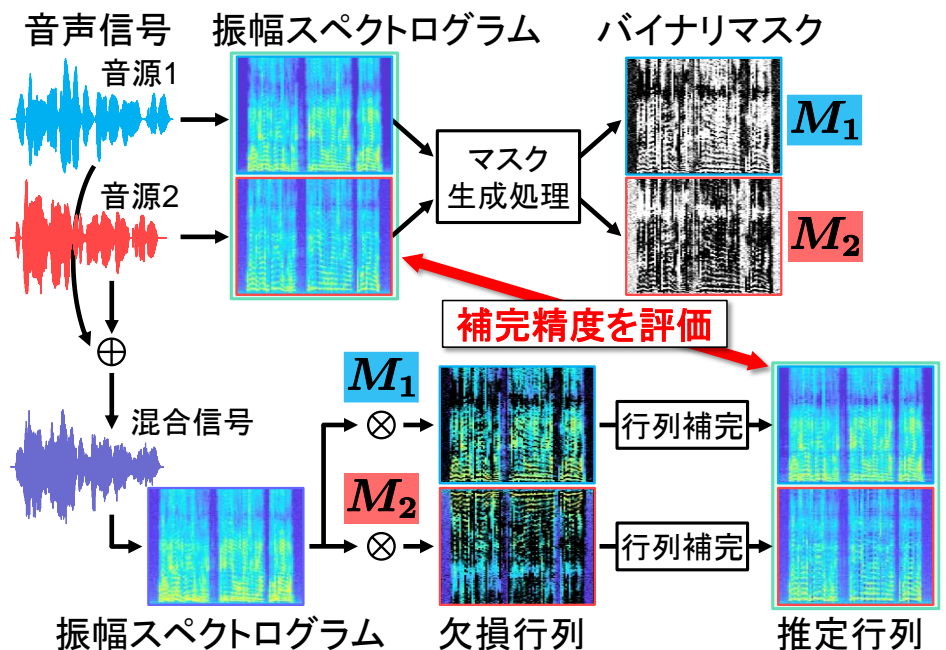 音声信号
振幅スペクトログラム
バイナリマスク
音源1
M₁
マスク
生成処理
音源2
M₂
補完精度を評価
M₁
混合信号
行列補完
M₂
行列補完
振幅スペクトログラム
欠損行列
推定行列